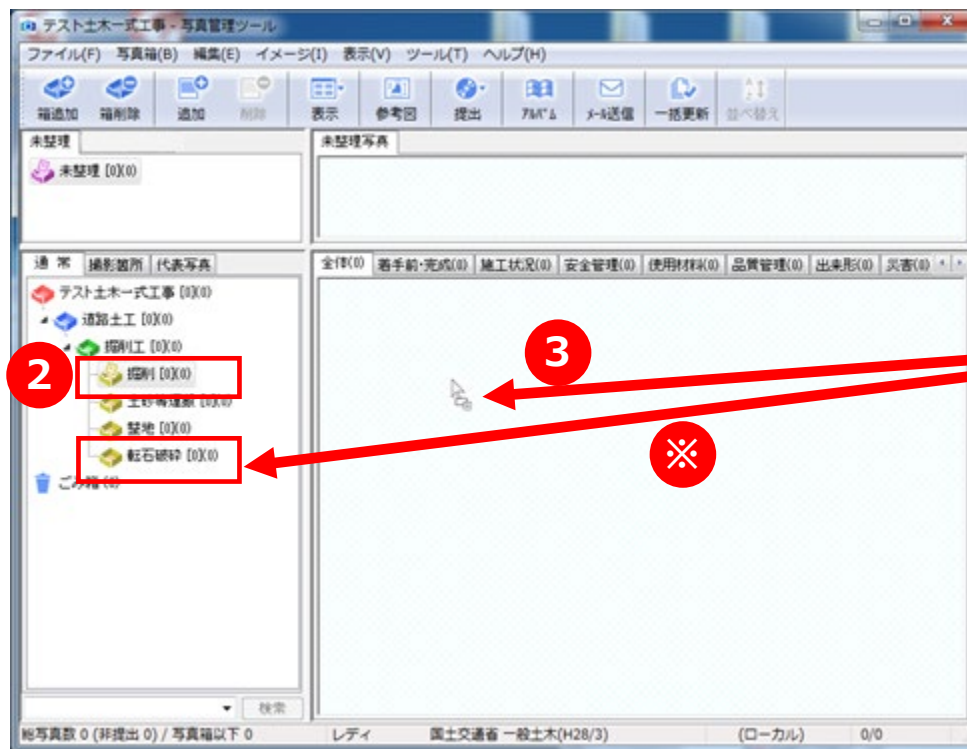 テスト土木一式工事 - 写真管理ツール
ファイル(F) 写真箱(B) 編集(E) イメージ(I) 表示(V) ツール(T) ヘルプ(H)
箱追加 箱削除 追加 削除 表示 参考図 提出 アルバム メール送信 一括更新 並べ替え
未整理
未整理 [0](0)
未整理写真
通 常 撮影箇所 代表写真
テスト土木一式工事 [0](0)
道路土工 [0](0)
掘削工 [0](0)
2
掘削 [0](0)
[0](0)
整地 [0](0)
転石破砕 [0](0)
ごみ箱 (0)
全体(0) 着手前・完成(0) 施工状況(0) 安全管理(0) 使用材料(0) 品質管理(0) 出来形(0) 災害(0)
3
※
検索
総写真数 0 (非提出 0) / 写真箱以下 0 レディ 国土交通省 一般土木(H28/3) (ローカル) 0/0